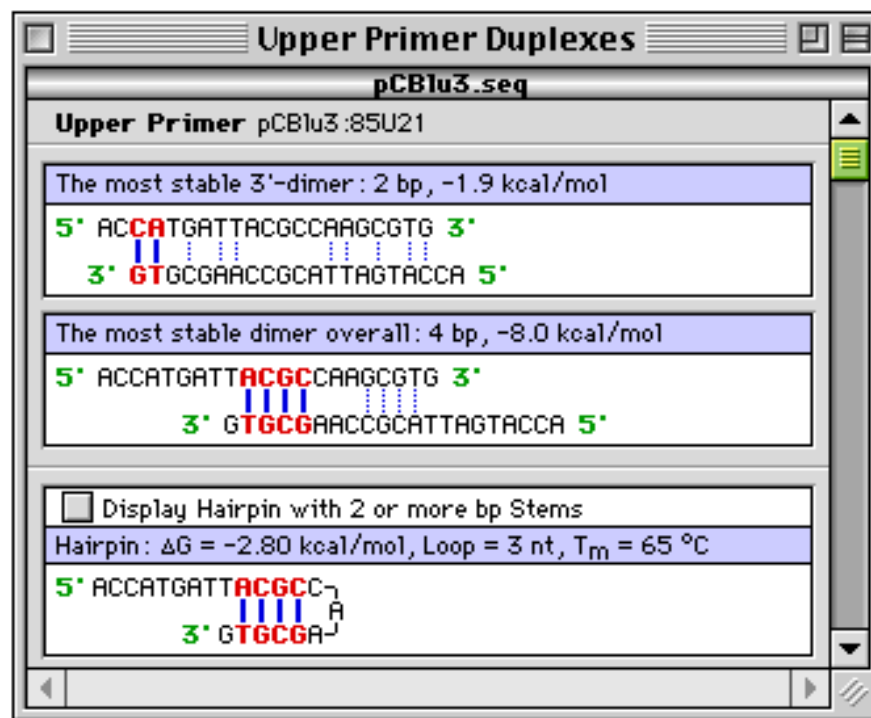 Upper Primer Duplexes
pCBlu3.seq
Upper Primer pCBlu3:85U21
The most stable 3'-dimer: 2 bp, -1.9 kcal/mol
5' ACCATGATTACGCCAAGCGTG 3'
3' GTGCGAACCGCATTAGTACCA 5'
The most stable dimer overall: 4 bp, -8.0 kcal/mol
5' ACCATGATTACGCCAAGCGTG 3'
3' GTGCGAACCGCATTAGTACCA 5'
Display Hairpin with 2 or more bp Stems
Hairpin: ΔG = -2.80 kcal/mol, Loop = 3 nt, Tm = 65 °C
5' ACCATGATTACGCC
A
3' GTGCGA